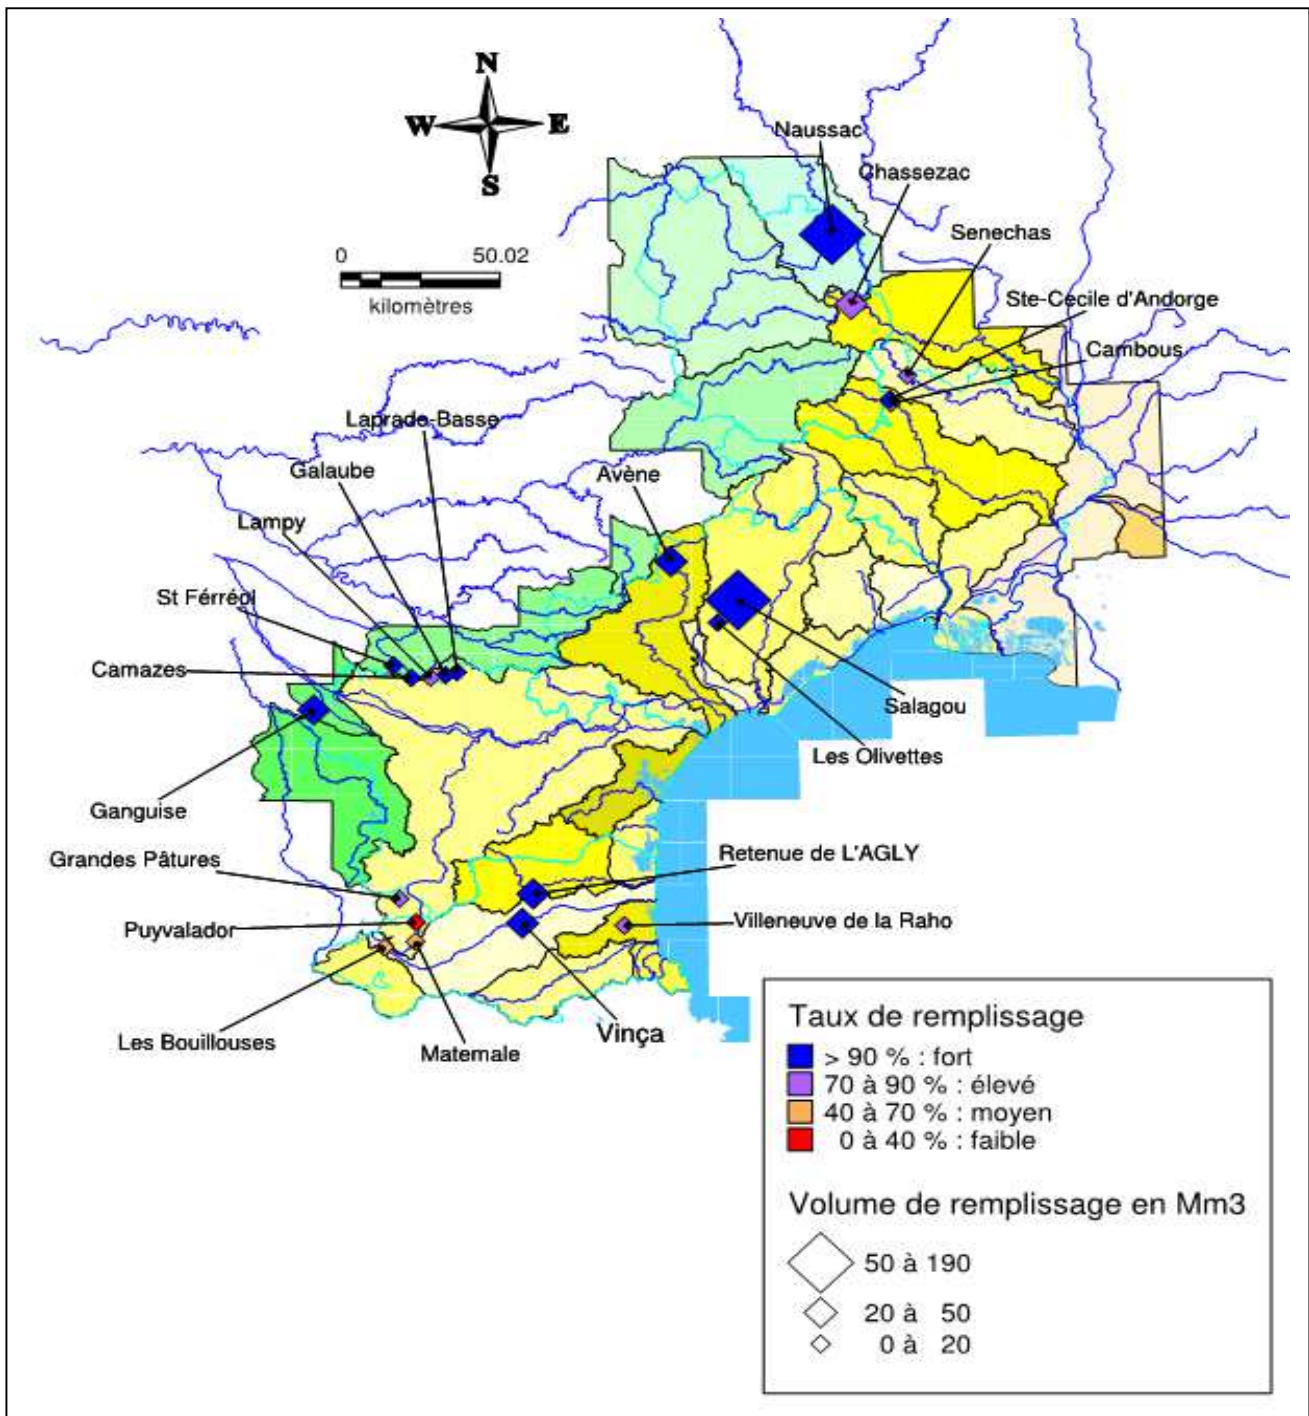 N
W
E
S
0
50.02
kilomètres
Naussac
Chassezac
Senechas
Ste-Cecile d'Andorge
Cambous
Laprade-Basse
Galaube
Avène
Lampy
St Férréol
Camazes
Salagou
Les Olivettes
Ganguise
Grandes Pâtures
Retenue de L'AGLY
Puyvalador
Villeneuve de la Raho
Les Bouillouses
Matemale
Vinça
Taux de remplissage
> 90 % : fort
70 à 90 % : élevé
40 à 70 % : moyen
0 à 40 % : faible
Volume de remplissage en Mm3
50 à 190
20 à 50
0 à 20